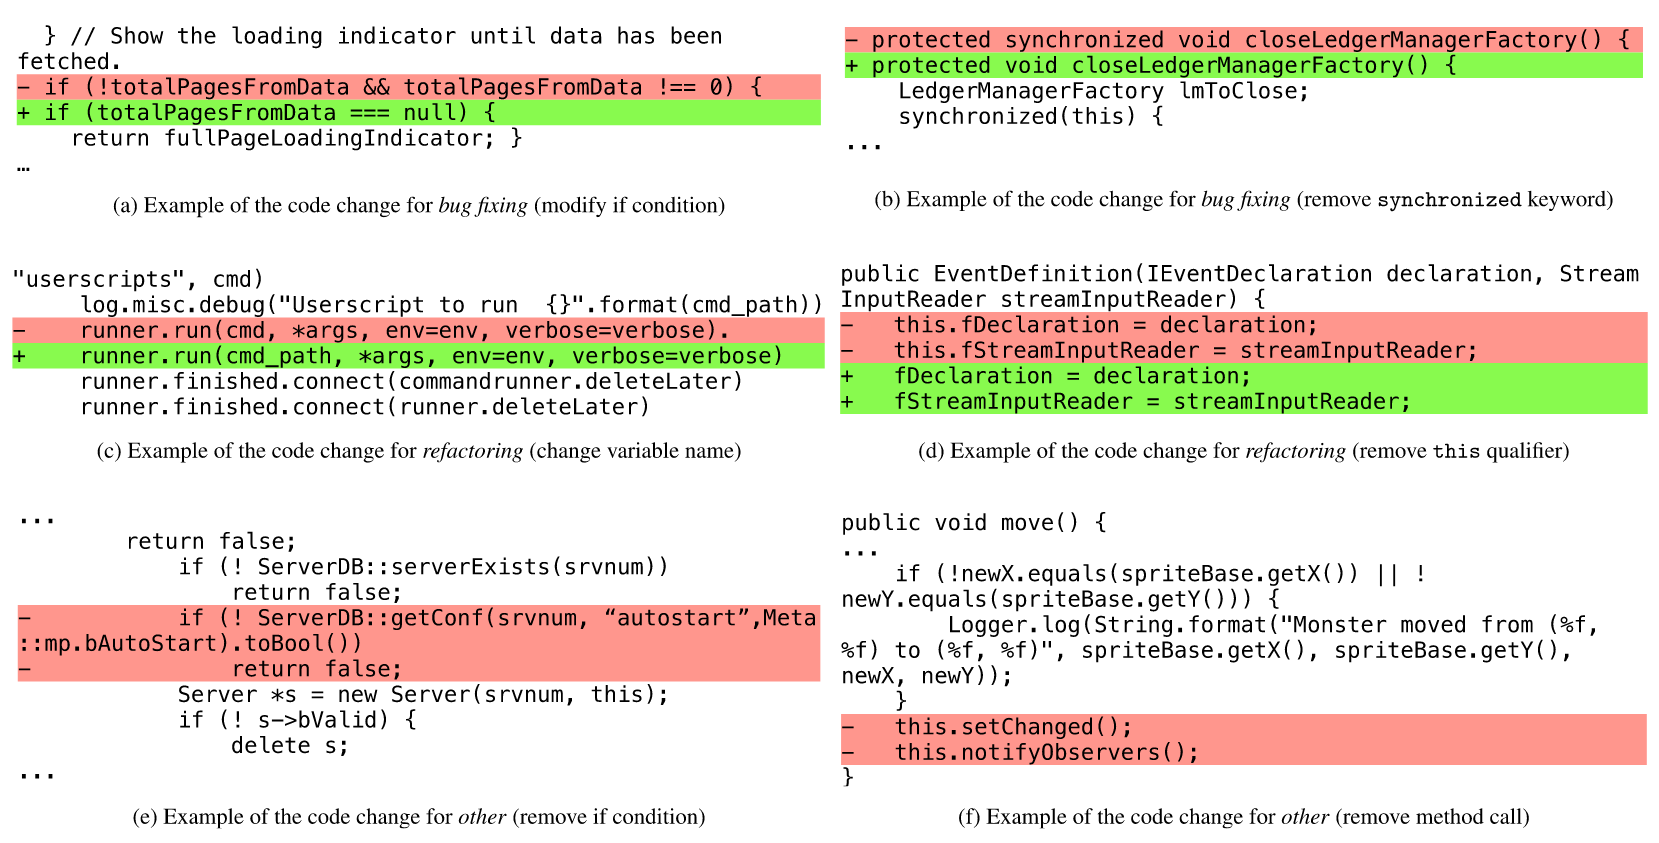 } // Show the loading indicator until data has been
fetched.
- if (!totalPagesFromData && totalPagesFromData !== 0) {
+ if (totalPagesFromData === null) {
return fullPageLoadingIndicator; }
…
(a) Example of the code change for bug fixing (modify if condition)
- protected synchronized void closeLedgerManagerFactory() {
+ protected void closeLedgerManagerFactory() {
LedgerManagerFactory lmToClose;
synchronized(this) {
...
(b) Example of the code change for bug fixing (remove synchronized keyword)
"userscripts", cmd)
log.misc.debug("Userscript to run  {}".format(cmd_path))
- runner.run(cmd, *args, env=env, verbose=verbose).
+ runner.run(cmd_path, *args, env=env, verbose=verbose)
runner.finished.connect(commandrunner.deleteLater)
runner.finished.connect(runner.deleteLater)
(c) Example of the code change for refactoring (change variable name)
public EventDefinition(IEventDeclaration declaration, Stream
InputReader streamInputReader) {
- this.fDeclaration = declaration;
- this.fStreamInputReader = streamInputReader;
+ fDeclaration = declaration;
+ fStreamInputReader = streamInputReader;
(d) Example of the code change for refactoring (remove this qualifier)
...
return false;
if (! ServerDB::serverExists(srvnum))
return false;
- if (! ServerDB::getConf(srvnum, “autostart”,Meta
::mp.bAutoStart).toBool())
- return false;
Server *s = new Server(srvnum, this);
if (! s->bValid) {
delete s;
...
(e) Example of the code change for other (remove if condition)
public void move() {
...
if (!newX.equals(spriteBase.getX()) || !
newY.equals(spriteBase.getY())) {
Logger.log(String.format("Monster moved from (%f,
%f) to (%f, %f)", spriteBase.getX(), spriteBase.getY(),
newX, newY));
}
- this.setChanged();
- this.notifyObservers();
}
(f) Example of the code change for other (remove method call)